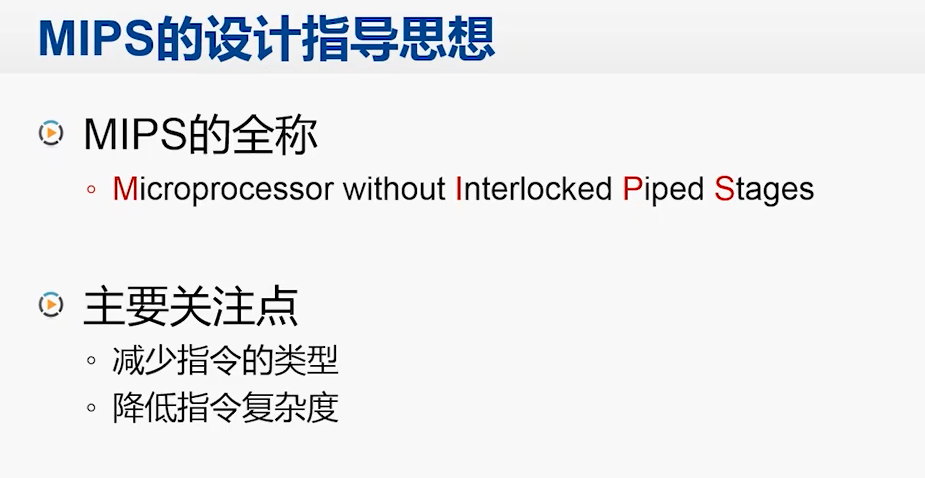 MIPS的设计指导思想
MIPS的全称
Microprocessor without Interlocked Piped Stages
主要关注点
减少指令的类型
降低指令复杂度